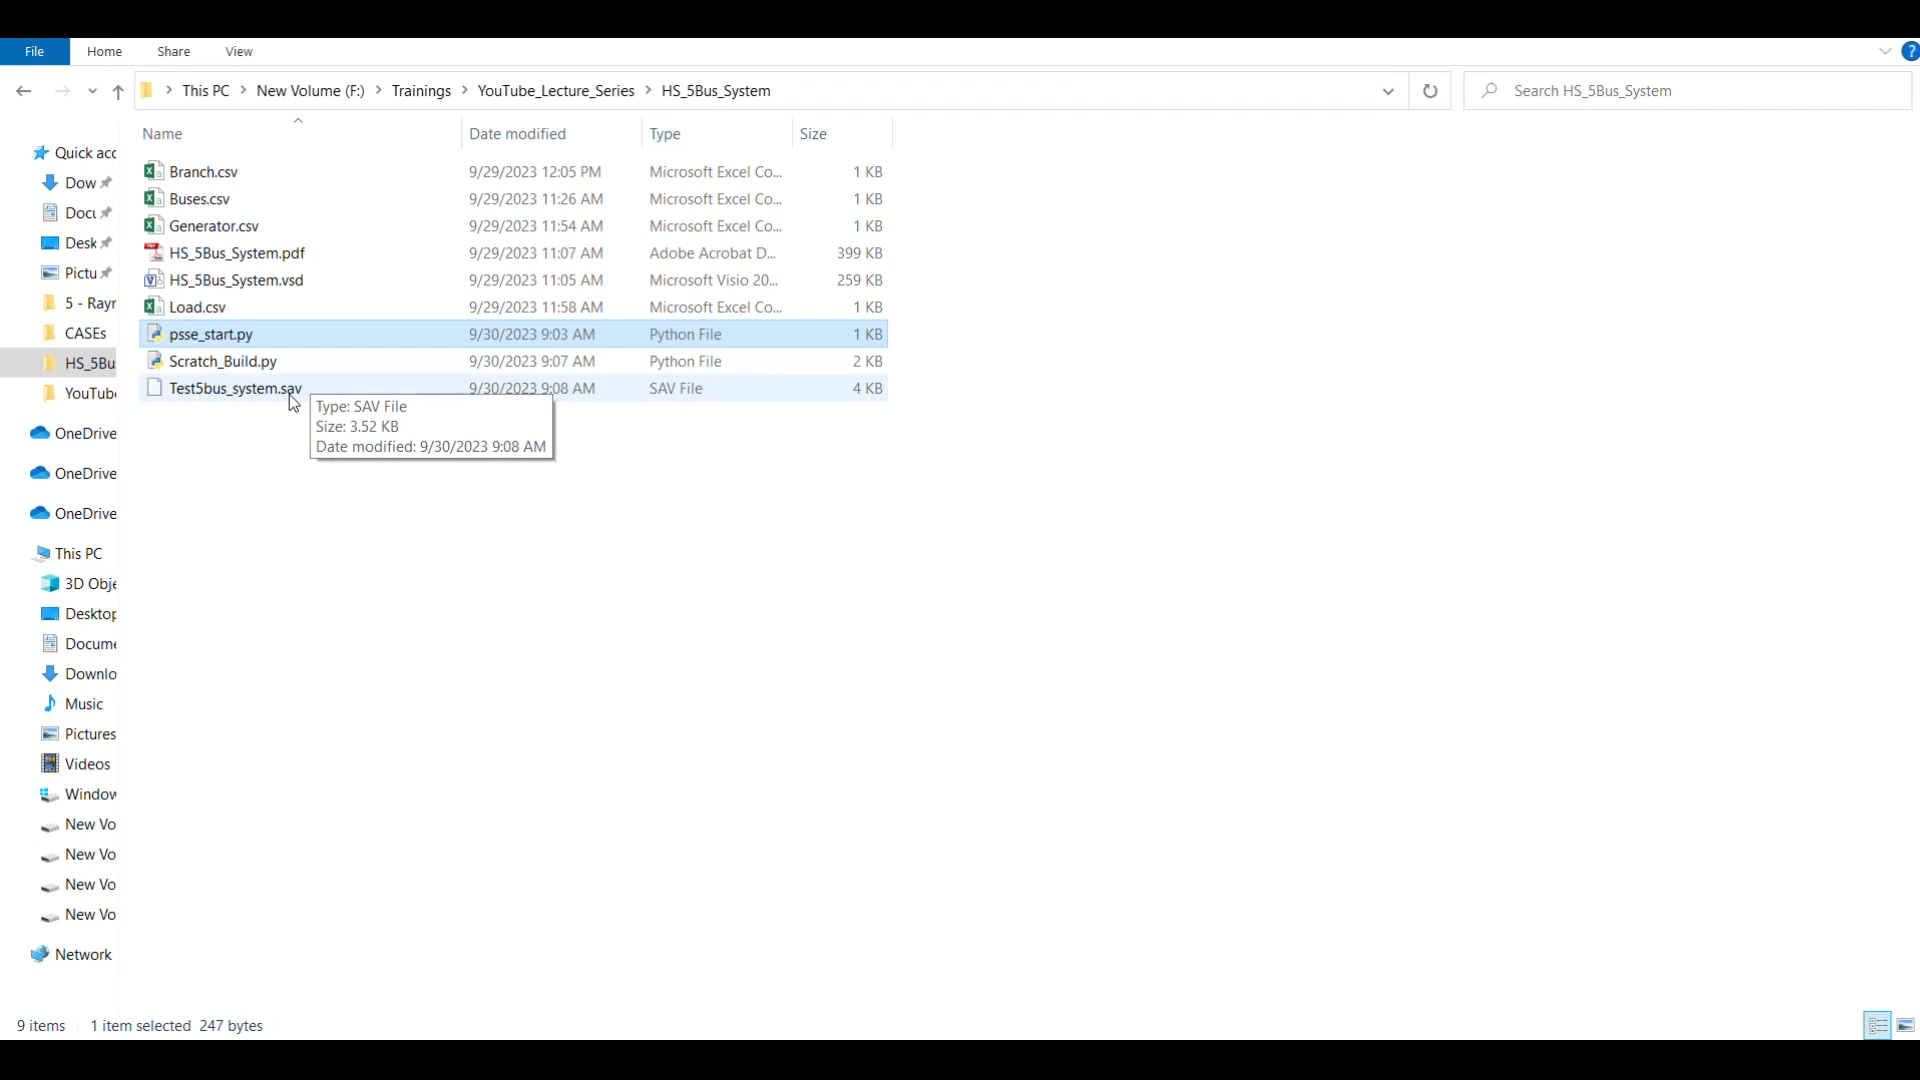 File Home Share View
?
This PC New Volume (F:) Trainings YouTube_Lecture_Series HS_5Bus_System
Search HS_5Bus_System
Name Date modified Type Size
Quick acc
Dow
Docu
Desk
Pictu
5 - Rayr
CASEs
HS_5Bu
YouTube
OneDrive
OneDrive
OneDrive
This PC
3D Obje
Desktop
Docume
Downlo
Music
Pictures
Videos
Window
New Vo
New Vo
New Vo
New Vo
Network
Branch.csv 9/29/2023 12:05 PM Microsoft Excel Co... 1 KB
Buses.csv 9/29/2023 11:26 AM Microsoft Excel Co... 1 KB
Generator.csv 9/29/2023 11:54 AM Microsoft Excel Co... 1 KB
HS_5Bus_System.pdf 9/29/2023 11:07 AM Adobe Acrobat D... 399 KB
HS_5Bus_System.vsd 9/29/2023 11:05 AM Microsoft Visio 20... 259 KB
Load.csv 9/29/2023 11:58 AM Microsoft Excel Co... 1 KB
psse_start.py 9/30/2023 9:03 AM Python File 1 KB
Scratch_Build.py 9/30/2023 9:07 AM Python File 2 KB
Test5bus_system.sav 9/30/2023 9:08 AM SAV File 4 KB
Type: SAV File
Size: 3.52 KB
Date modified: 9/30/2023 9:08 AM
9 items 1 item selected 247 bytes